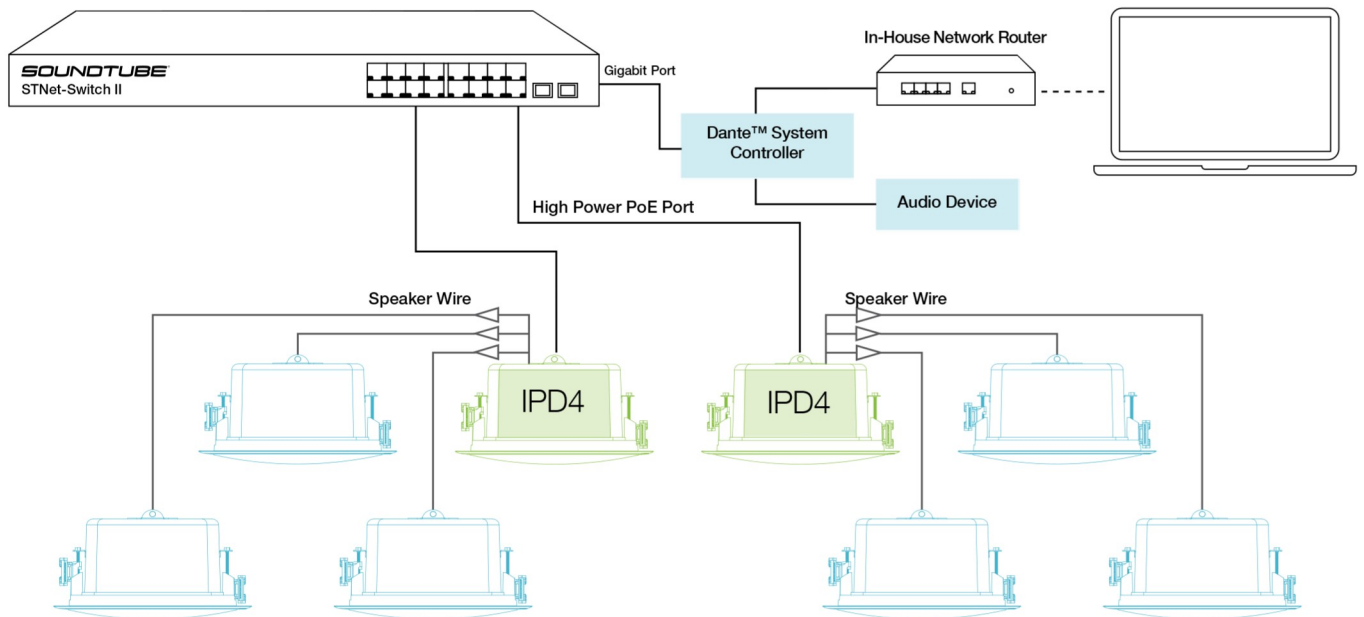 In-House Network Router
SOUNDTUBE
STNet-Switch II
Gigabit Port
Dante™ System
Controller
Audio Device
High Power PoE Port
Speaker Wire
Speaker Wire
IPD4
IPD4